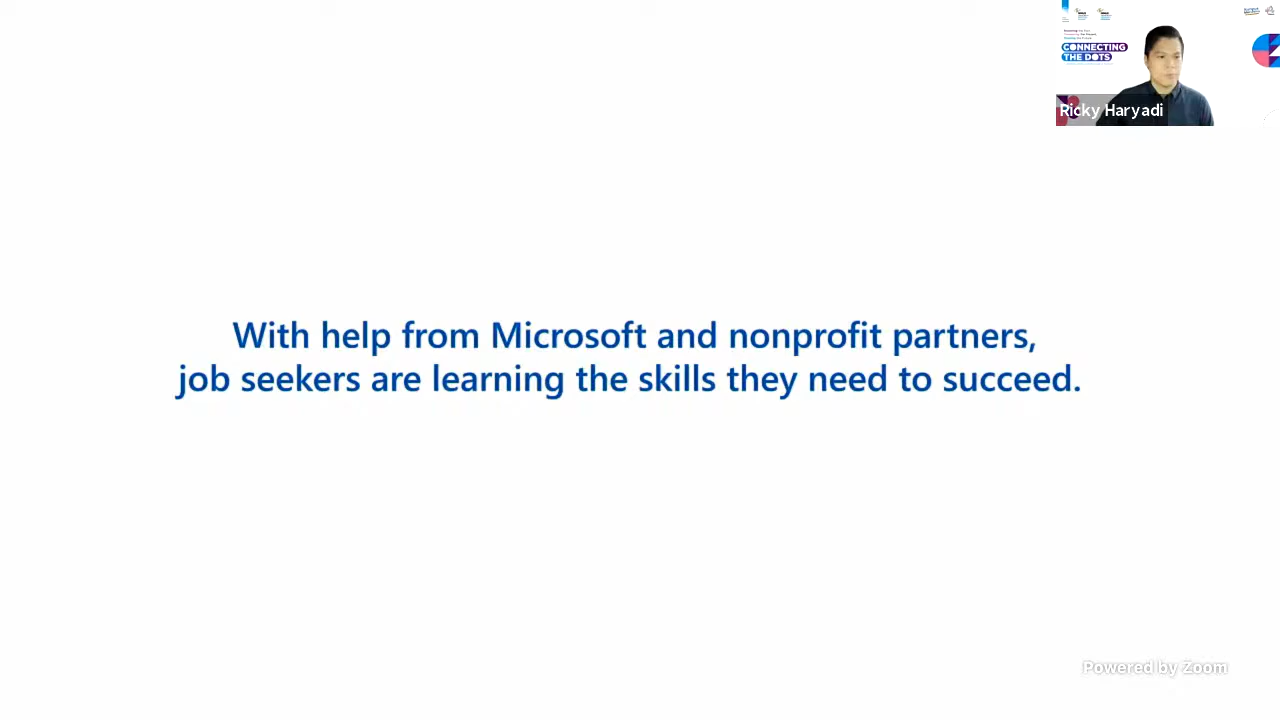 CONNECTING
THE DOTS
Ricky Haryadi
With help from Microsoft and nonprofit partners,
job seekers are learning the skills they need to succeed.
Powered by Zoom